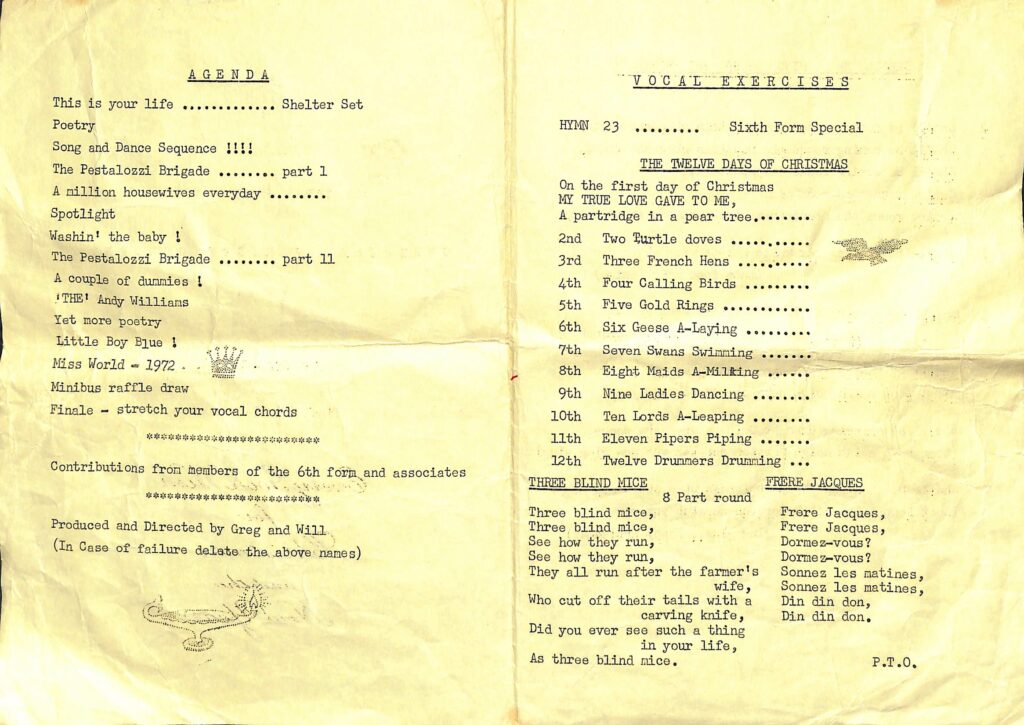 AGENDA
This is your life ............. Shelter Set
Poetry
Song and Dance Sequence !!!!
The Pestalozzi Brigade ........ part 1
A million housewives everyday ........
Spotlight
Washin' the baby !
The Pestalozzi Brigade ........ part 11
A couple of dummies !
'THE' Andy Williams
Yet more poetry
Little Boy Blue !
Miss World - 1972 .
Minibus raffle draw
Finale - stretch your vocal chords
************************
Contributions from members of the 6th form and associates
************************
Produced and Directed by Greg and Will
(In Case of failure delete the above names)
VOCAL EXERCISES
HYMN 23 ......... Sixth Form Special
THE TWELVE DAYS OF CHRISTMAS
On the first day of Christmas
MY TRUE LOVE GAVE TO ME,
A partridge in a pear tree........
2nd Two Turtle doves ...........
3rd Three French Hens ..........
4th Four Calling Birds .........
5th Five Gold Rings ............
6th Six Geese A-Laying .........
7th Seven Swans Swimming .......
8th Eight Maids A-Milking ......
9th Nine Ladies Dancing ........
10th Ten Lords A-Leaping ........
11th Eleven Pipers Piping .......
12th Twelve Drummers Drumming ...
THREE BLIND MICE FRERE JACQUES
8 Part round
Three blind mice, Frere Jacques,
Three blind mice, Frere Jacques,
See how they run, Dormez-vous?
See how they run, Dormez-vous?
They all run after the farmer's Sonnez les matines,
wife, Sonnez les matines,
Who cut off their tails with a Din din don,
carving knife, Din din don.
Did you ever see such a thing
in your life,
As three blind mice. P.T.O.